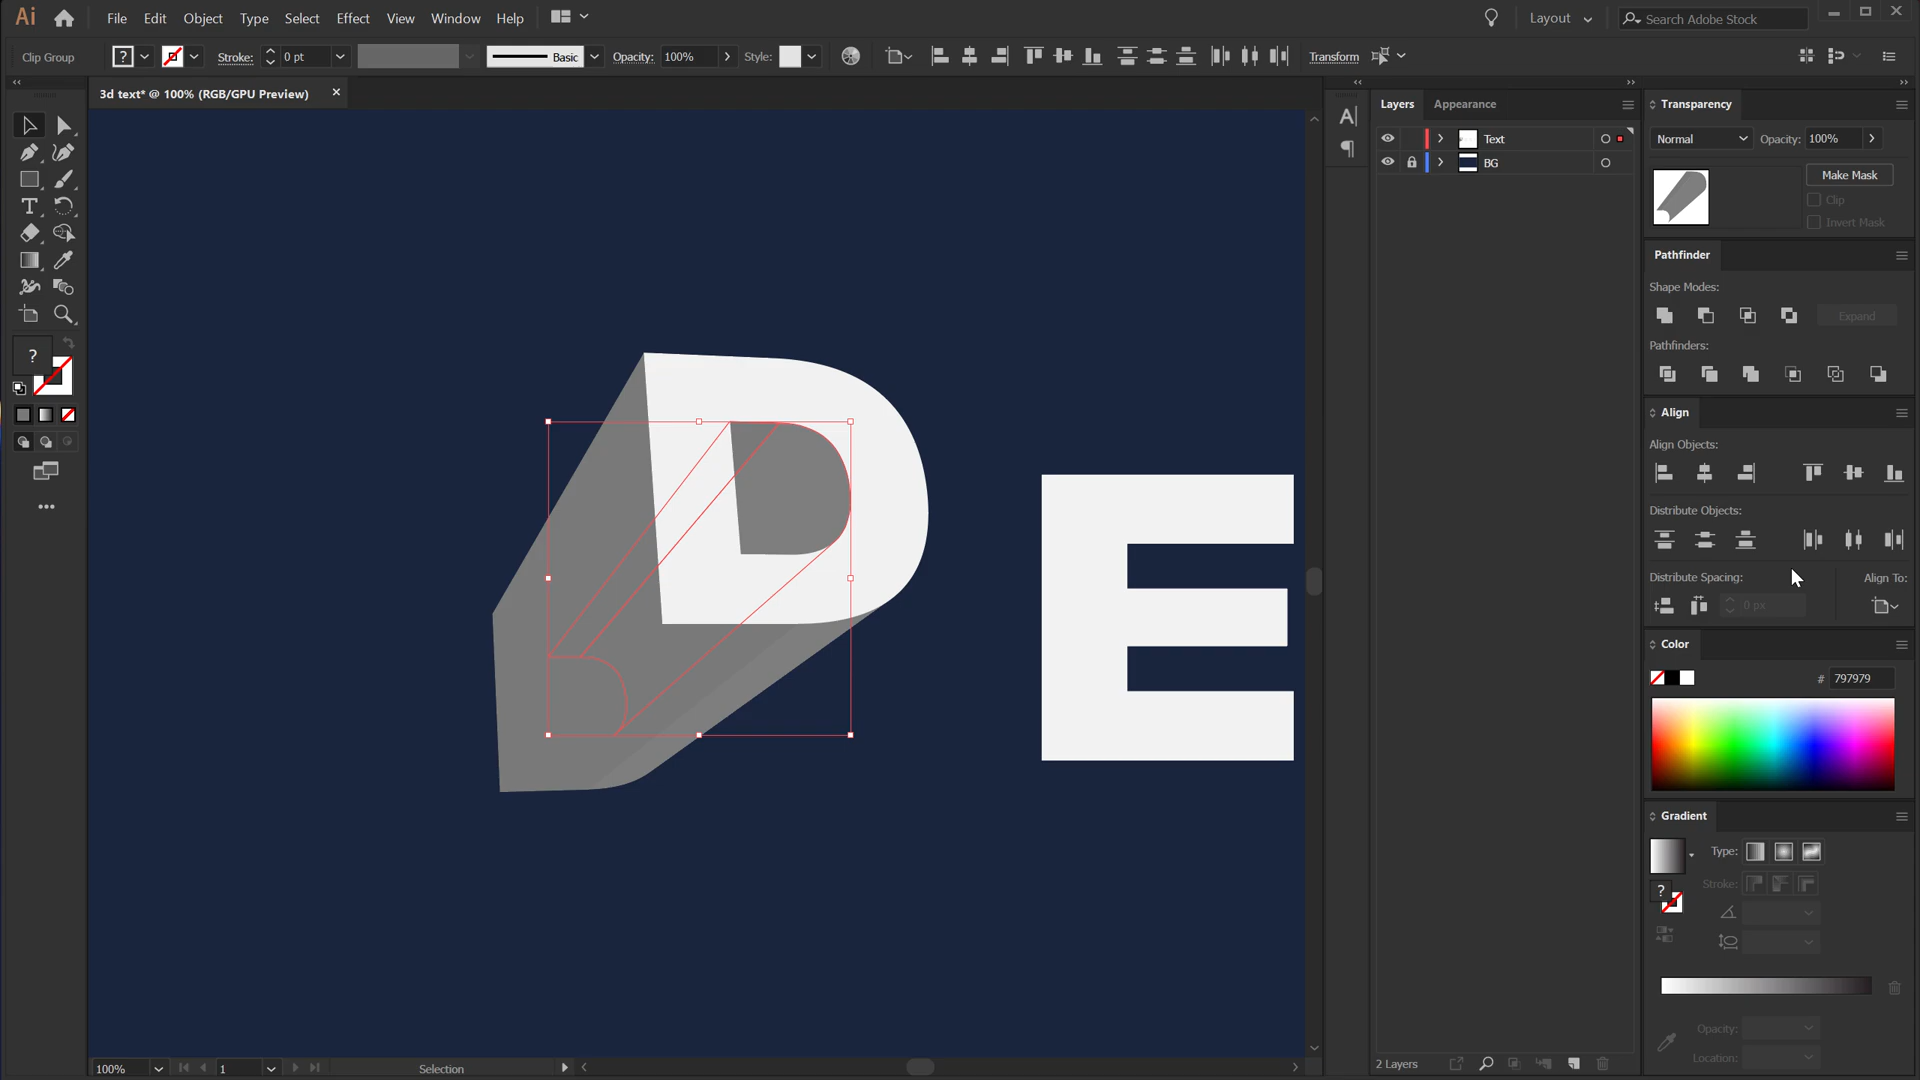 Ai File Edit Object Type Select Effect View Window Help Layout Search Adobe Stock
Clip Group ? Stroke: 0 pt Basic Opacity: 100% Style: Transform
3d text* @ 100% (RGB/GPU Preview) ×
Layers Appearance
Text
BG
Transparency
Normal Opacity: 100%
Make Mask
Clip
Invert Mask
Pathfinder
Shape Modes:
Expand
Pathfinders:
Align
Align Objects:
Distribute Objects:
Distribute Spacing: Align To:
0 px
Color
# 797979
Gradient
Type:
Stroke:
?
Opacity:
Location:
T
?
A
D E
100% 1 Selection
2 Layers